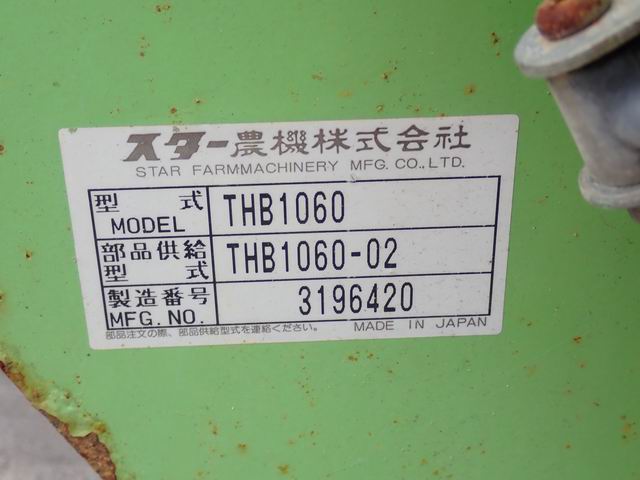 スター農機株式会社
STAR FARMMACHINERY MFG. CO., LTD.
型式 THB1060
MODEL
部品供給 THB1060-02
型式
製造番号 3196420
MFG. NO.
部品注文の際、部品供給型式を連絡ください。 MADE IN JAPAN